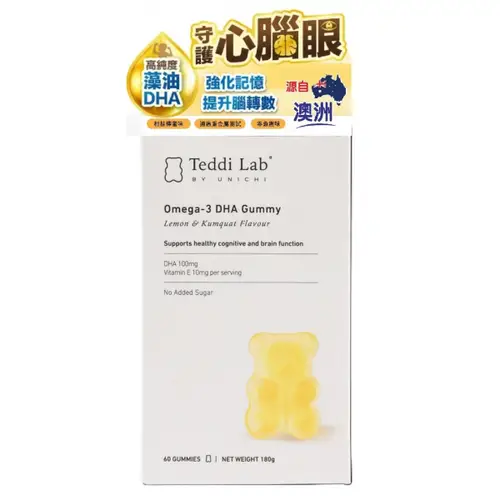 守護心腦眼
高純度
藻油
DHA
強化記憶
提升腦轉數
源自
澳洲
Teddi Lab®
BY UNICHI
Omega-3 DHA Gummy
Lemon & Kumquat Flavour
Supports healthy cognitive and brain function
DHA 100mg
Vitamin E 10mg per serving
No Added Sugar
60 GUMMIES | NET WEIGHT 180g